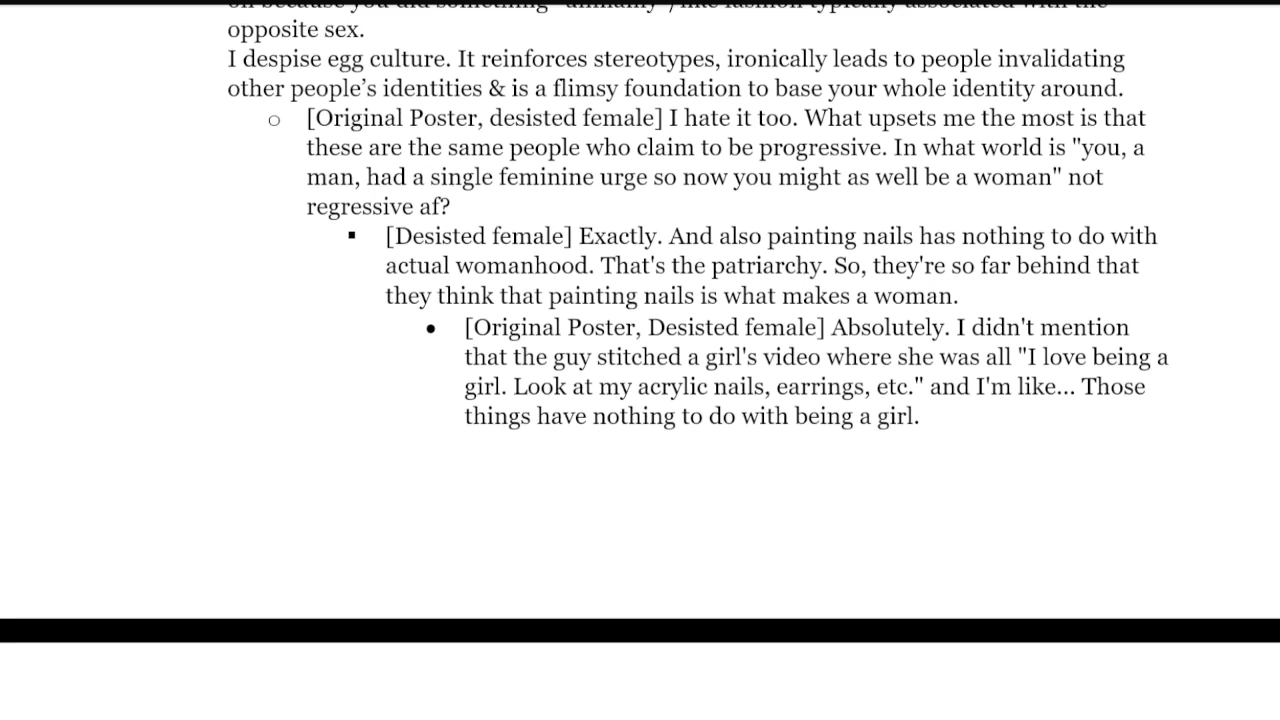 opposite sex.
I despise egg culture. It reinforces stereotypes, ironically leads to people invalidating
other people’s identities & is a flimsy foundation to base your whole identity around.
○ [Original Poster, desisted female] I hate it too. What upsets me the most is that
these are the same people who claim to be progressive. In what world is "you, a
man, had a single feminine urge so now you might as well be a woman" not
regressive af?
▪ [Desisted female] Exactly. And also painting nails has nothing to do with
actual womanhood. That's the patriarchy. So, they're so far behind that
they think that painting nails is what makes a woman.
● [Original Poster, Desisted female] Absolutely. I didn't mention
that the guy stitched a girl's video where she was all "I love being a
girl. Look at my acrylic nails, earrings, etc." and I'm like... Those
things have nothing to do with being a girl.